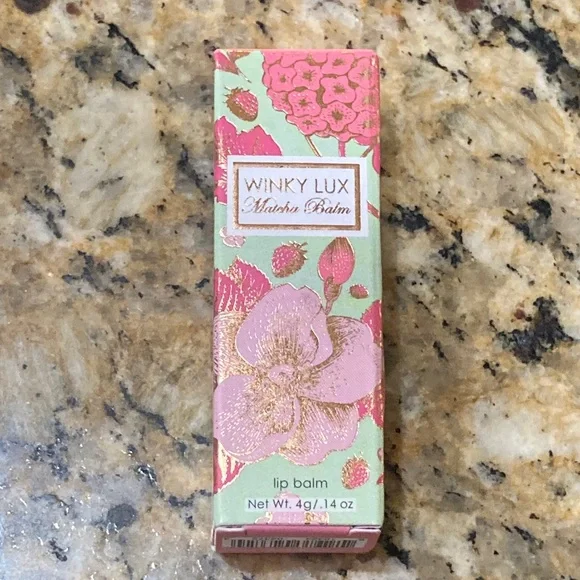 WINKY LUX
Matcha Balm
lip balm
Net Wt. 4g/.14 oz